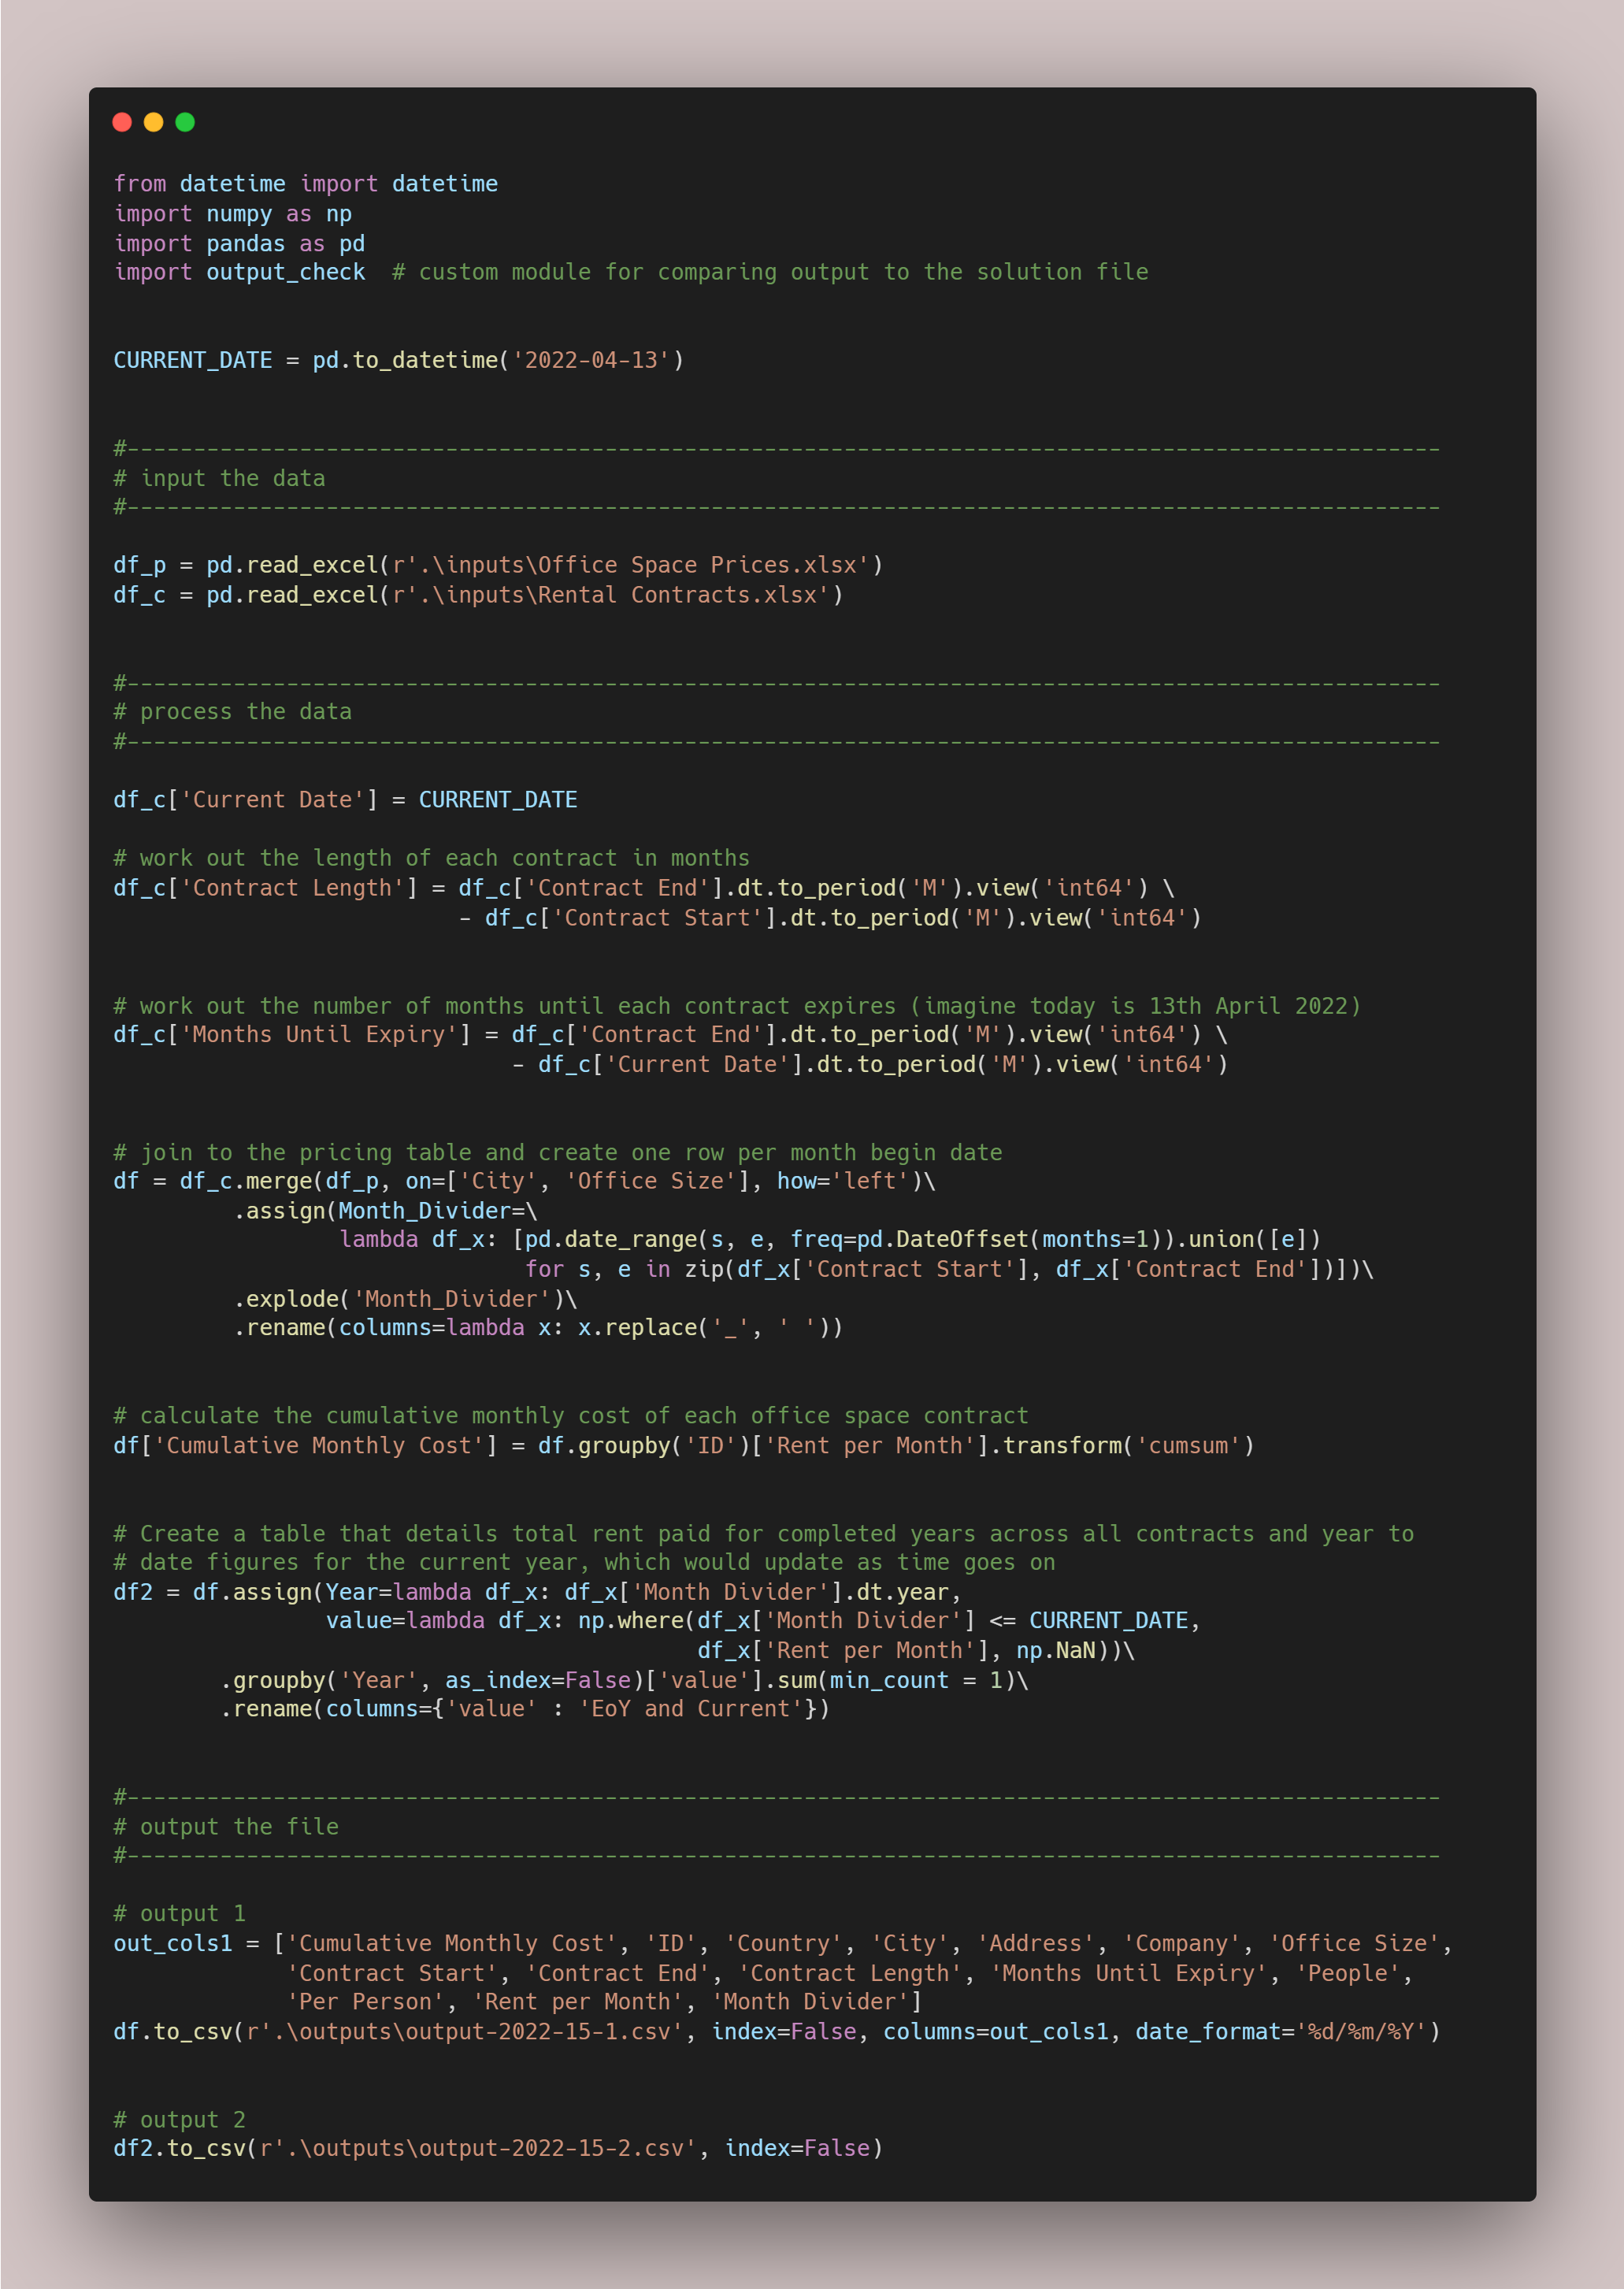 from datetime import datetime
import numpy as np
import pandas as pd
import output_check  # custom module for comparing output to the solution file


CURRENT_DATE = pd.to_datetime('2022-04-13')


#---------------------------------------------------------------------------------------------------
# input the data
#---------------------------------------------------------------------------------------------------

df_p = pd.read_excel(r'.\inputs\Office Space Prices.xlsx')
df_c = pd.read_excel(r'.\inputs\Rental Contracts.xlsx')


#---------------------------------------------------------------------------------------------------
# process the data
#---------------------------------------------------------------------------------------------------

df_c['Current Date'] = CURRENT_DATE

# work out the length of each contract in months
df_c['Contract Length'] = df_c['Contract End'].dt.to_period('M').view('int64') \
                          - df_c['Contract Start'].dt.to_period('M').view('int64')


# work out the number of months until each contract expires (imagine today is 13th April 2022)
df_c['Months Until Expiry'] = df_c['Contract End'].dt.to_period('M').view('int64') \
                              - df_c['Current Date'].dt.to_period('M').view('int64')


# join to the pricing table and create one row per month begin date
df = df_c.merge(df_p, on=['City', 'Office Size'], how='left')\
         .assign(Month_Divider=\
                 lambda df_x: [pd.date_range(s, e, freq=pd.DateOffset(months=1)).union([e])
                               for s, e in zip(df_x['Contract Start'], df_x['Contract End'])])\
         .explode('Month_Divider')\
         .rename(columns=lambda x: x.replace('_', ' '))


# calculate the cumulative monthly cost of each office space contract
df['Cumulative Monthly Cost'] = df.groupby('ID')['Rent per Month'].transform('cumsum')


# Create a table that details total rent paid for completed years across all contracts and year to
# date figures for the current year, which would update as time goes on
df2 = df.assign(Year=lambda df_x: df_x['Month Divider'].dt.year,
                value=lambda df_x: np.where(df_x['Month Divider'] <= CURRENT_DATE,
                                            df_x['Rent per Month'], np.NaN))\
        .groupby('Year', as_index=False)['value'].sum(min_count = 1)\
        .rename(columns={'value' : 'EoY and Current'})


#---------------------------------------------------------------------------------------------------
# output the file
#---------------------------------------------------------------------------------------------------

# output 1
out_cols1 = ['Cumulative Monthly Cost', 'ID', 'Country', 'City', 'Address', 'Company', 'Office Size',
             'Contract Start', 'Contract End', 'Contract Length', 'Months Until Expiry', 'People',
             'Per Person', 'Rent per Month', 'Month Divider']
df.to_csv(r'.\outputs\output-2022-15-1.csv', index=False, columns=out_cols1, date_format='%d/%m/%Y')


# output 2
df2.to_csv(r'.\outputs\output-2022-15-2.csv', index=False)